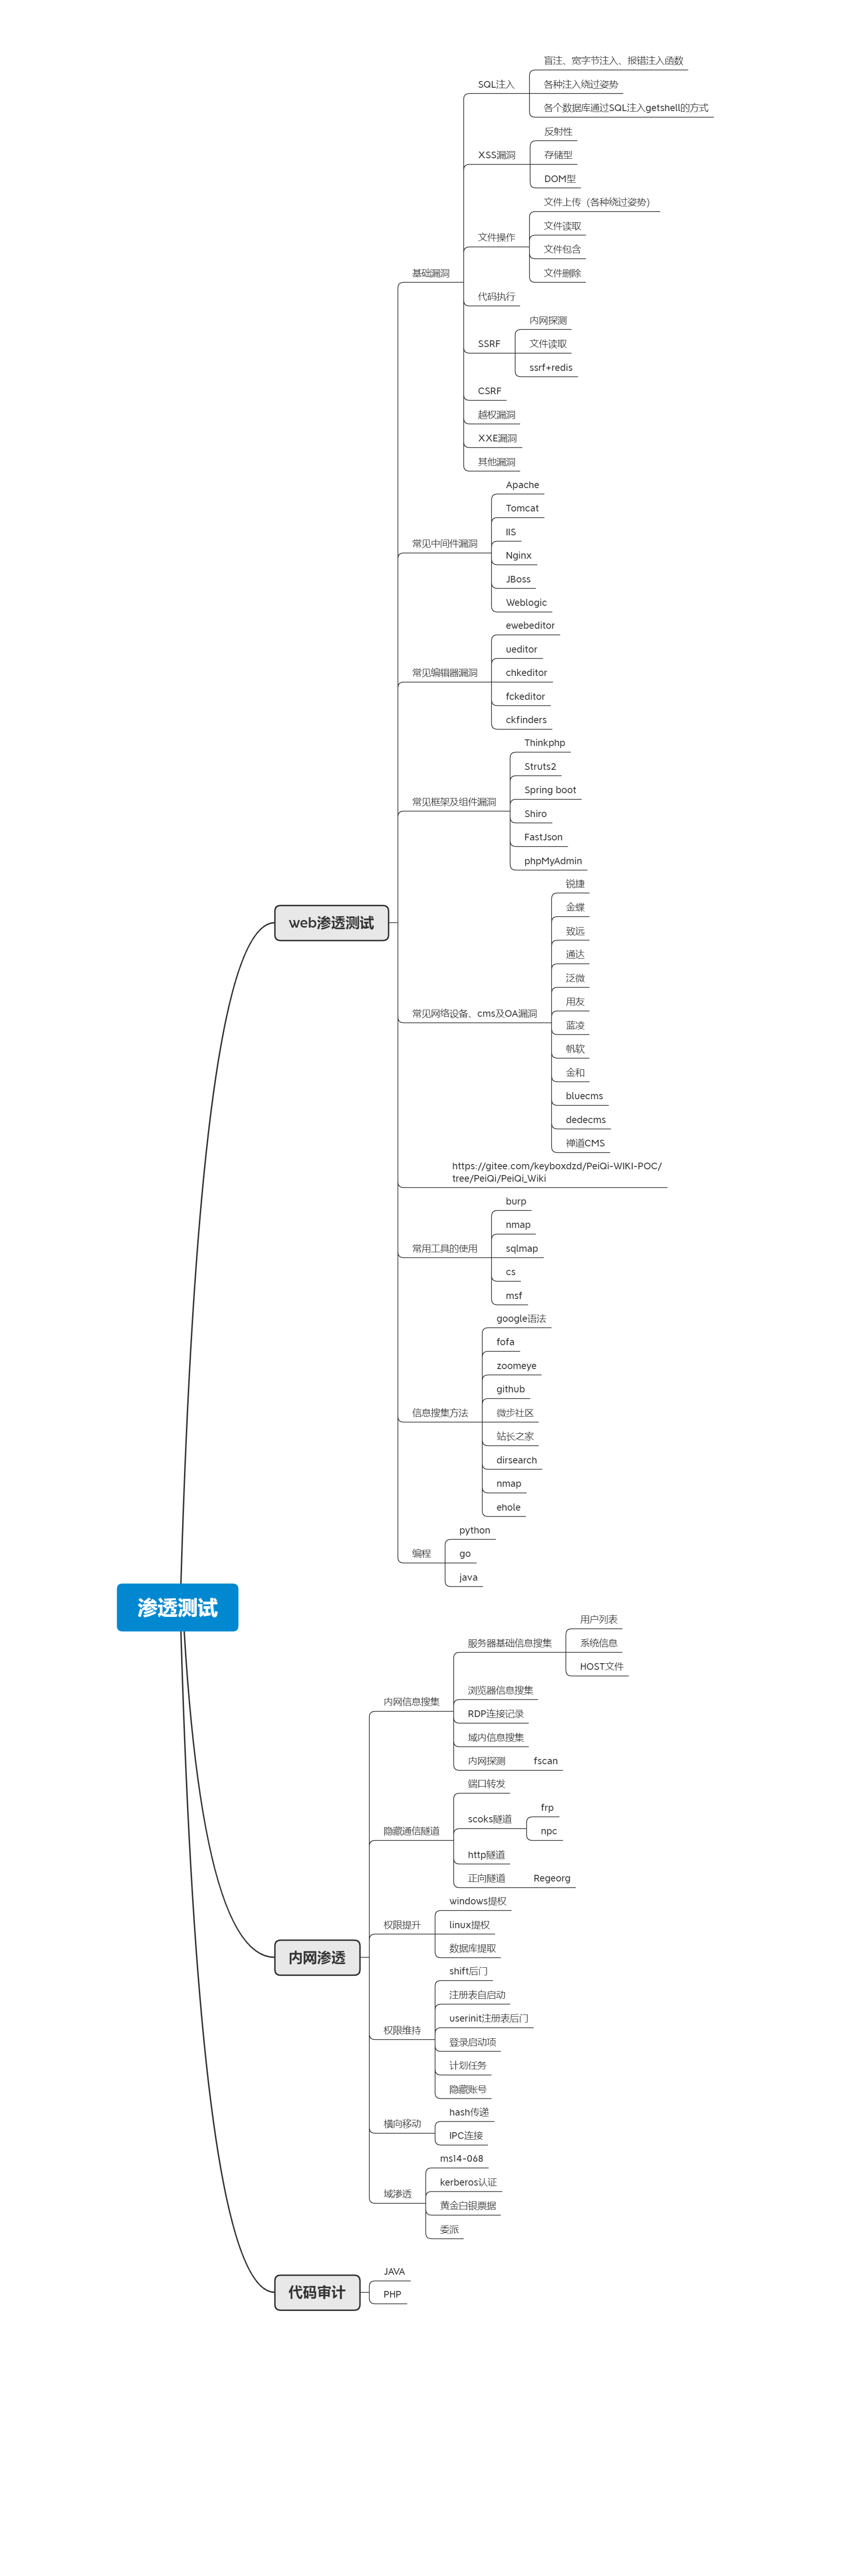 盲注、宽字节注入、报错注入函数
SQL注入
各种注入绕过姿势
各个数据库通过SQL注入getshell的方式
反射性
XSS漏洞
存储型
DOM型
文件上传（各种绕过姿势）
文件操作
文件读取
文件包含
文件删除
基础漏洞
代码执行
内网探测
SSRF
文件读取
ssrf+redis
CSRF
越权漏洞
XXE漏洞
其他漏洞
Apache
Tomcat
IIS
常见中间件漏洞
Nginx
JBoss
Weblogic
ewebeditor
ueditor
常见编辑器漏洞
chkeditor
fckeditor
ckfinders
Thinkphp
Struts2
Spring boot
常见框架及组件漏洞
Shiro
FastJson
phpMyAdmin
锐捷
金蝶
web渗透测试
致远
通达
泛微
用友
常见网络设备、cms及OA漏洞
蓝凌
帆软
金和
bluecms
dedecms
禅道CMS
https://gitee.com/keyboxdzd/PeiQi-WIKI-POC/
tree/PeiQi/PeiQi_Wiki
burp
nmap
常用工具的使用
sqlmap
cs
msf
google语法
fofa
zoomeye
github
信息搜集方法
微步社区
站长之家
dirsearch
nmap
ehole
python
编程
go
java
渗透测试
用户列表
服务器基础信息搜集
系统信息
HOST文件
浏览器信息搜集
内网信息搜集
RDP连接记录
域内信息搜集
内网探测
fscan
端口转发
frp
scoks隧道
npc
隐藏通信隧道
http隧道
正向隧道
Regeorg
windows提权
权限提升
linux提权
数据库提取
内网渗透
shift后门
注册表自启动
userinit注册表后门
权限维持
登录启动项
计划任务
隐藏账号
hash传递
横向移动
IPC连接
ms14-068
kerberos认证
域渗透
黄金白银票据
委派
JAVA
代码审计
PHP